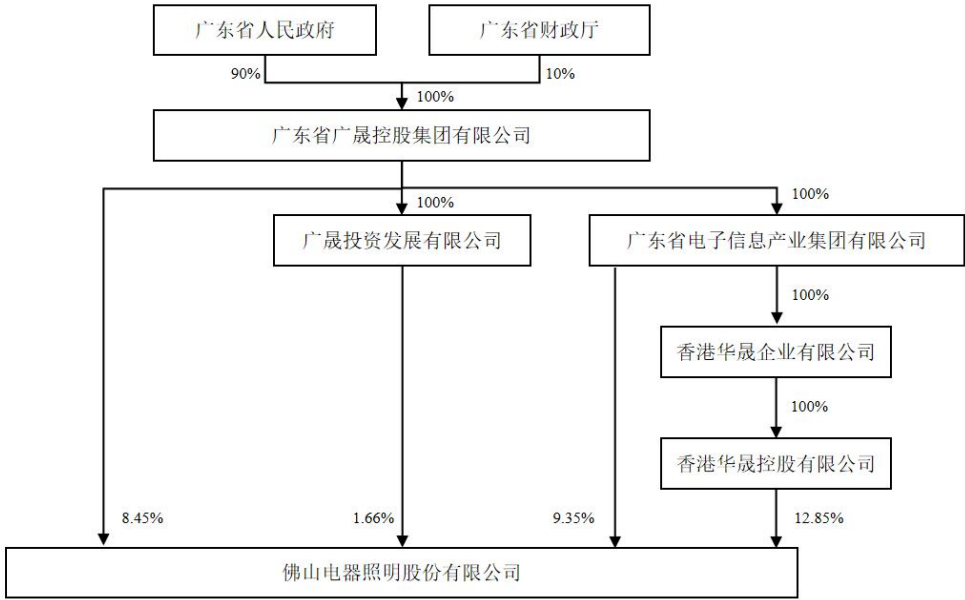 广东省人民政府
广东省财政厅
90%
10%
100%
广东省广晟控股集团有限公司
100%
100%
广晟投资发展有限公司
广东省电子信息产业集团有限公司
100%
香港华晟企业有限公司
100%
香港华晟控股有限公司
8.45%
1.66%
9.35%
12.85%
佛山电器照明股份有限公司